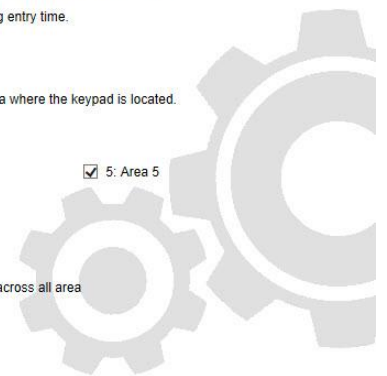 entry time.
where the keypad is located.
5: Area 5
across all area